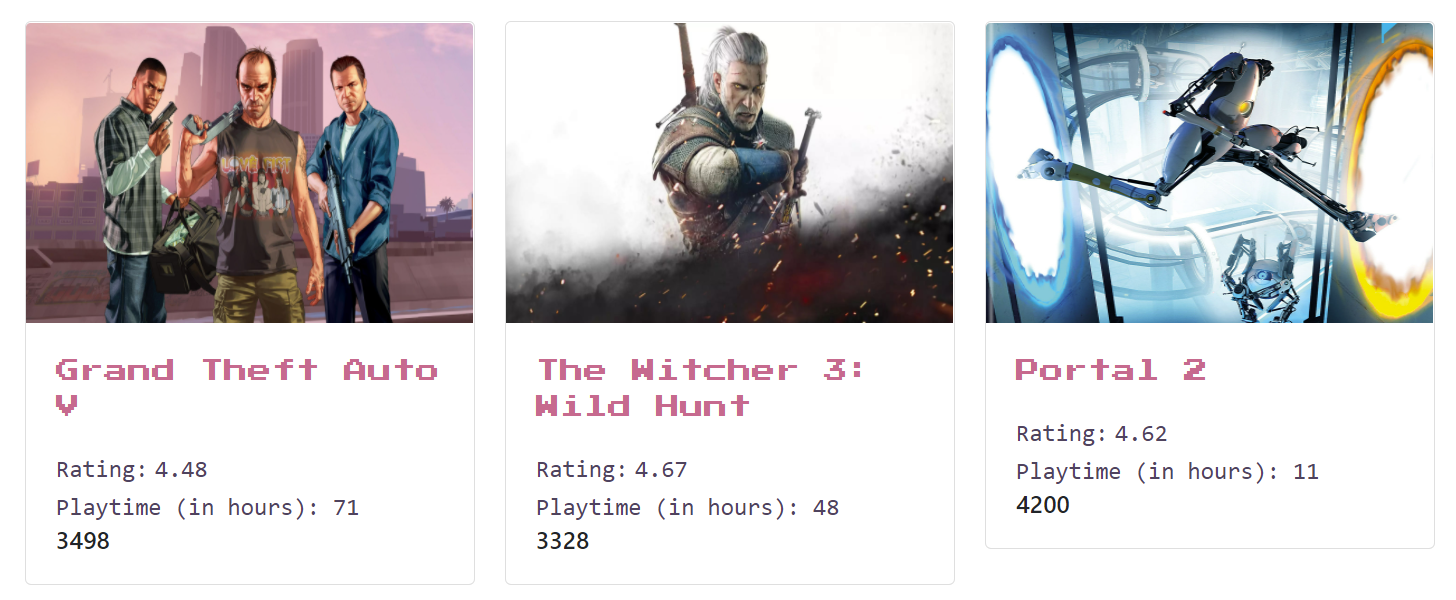 Grand Theft Auto
V
Rating: 4.48
Playtime (in hours): 71
3498
The Witcher 3:
Wild Hunt
Rating: 4.67
Playtime (in hours): 48
3328
Portal 2
Rating: 4.62
Playtime (in hours): 11
4200